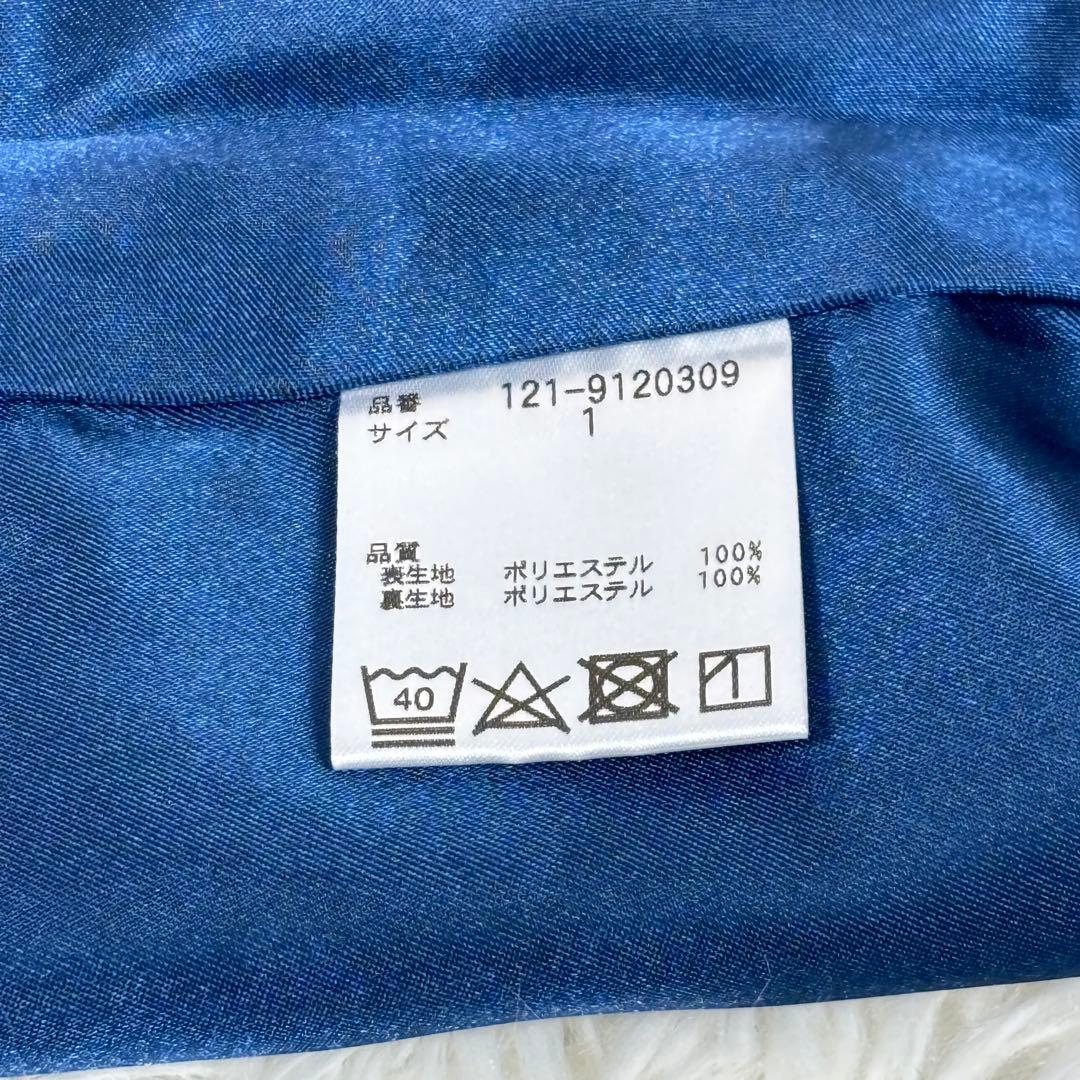 品番 121-9120309
サイズ 1
品質
表生地 ポリエステル 100%
裏生地 ポリエステル 100%
40